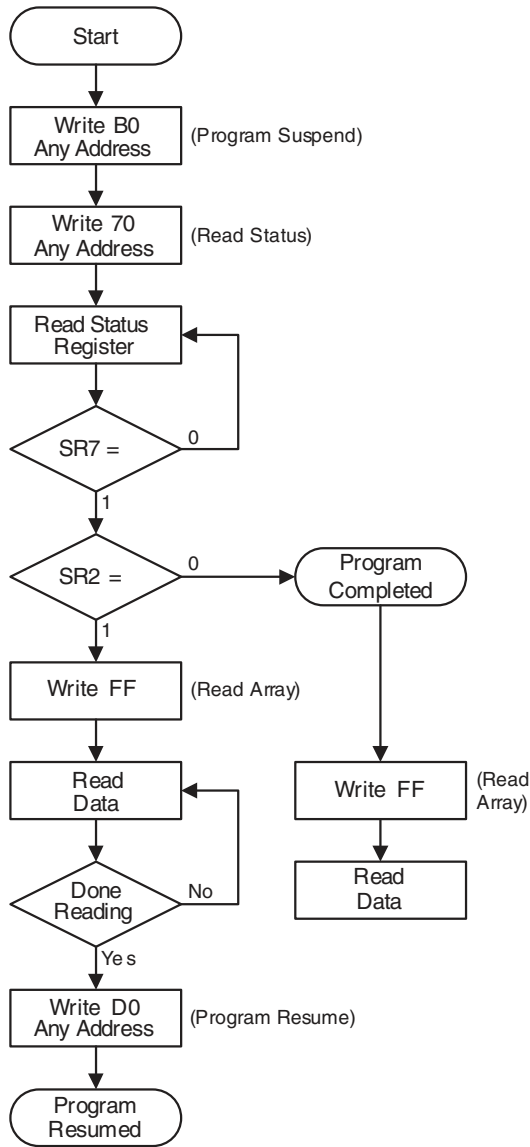 Start
Write B0
Any Address
(Program Suspend)
Write 70
Any Address
(Read Status)
Read Status
Register
SR7 =
0
1
SR2 =
0
Program
Completed
1
Write FF
(Read Array)
Read
Data
Write FF
(Read
Array)
Done
Reading
No
Read
Data
Yes
Write D0
Any Address
(Program Resume)
Program
Resumed